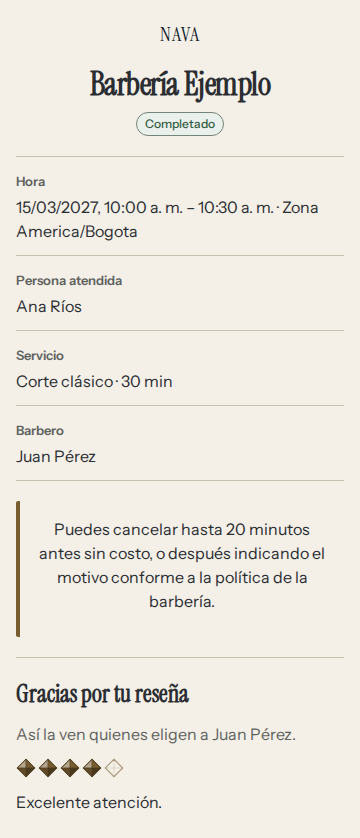 NAVA
Barbería Ejemplo
Completado
Hora
15/03/2027, 10:00 a. m. – 10:30 a. m. · Zona
America/Bogota
Persona atendida
Ana Ríos
Servicio
Corte clásico · 30 min
Barbero
Juan Pérez
Puedes cancelar hasta 20 minutos
antes sin costo, o después indicando el
motivo conforme a la política de la
barbería.
Gracias por tu reseña
Así la ven quienes eligen a Juan Pérez.
Excelente atención.